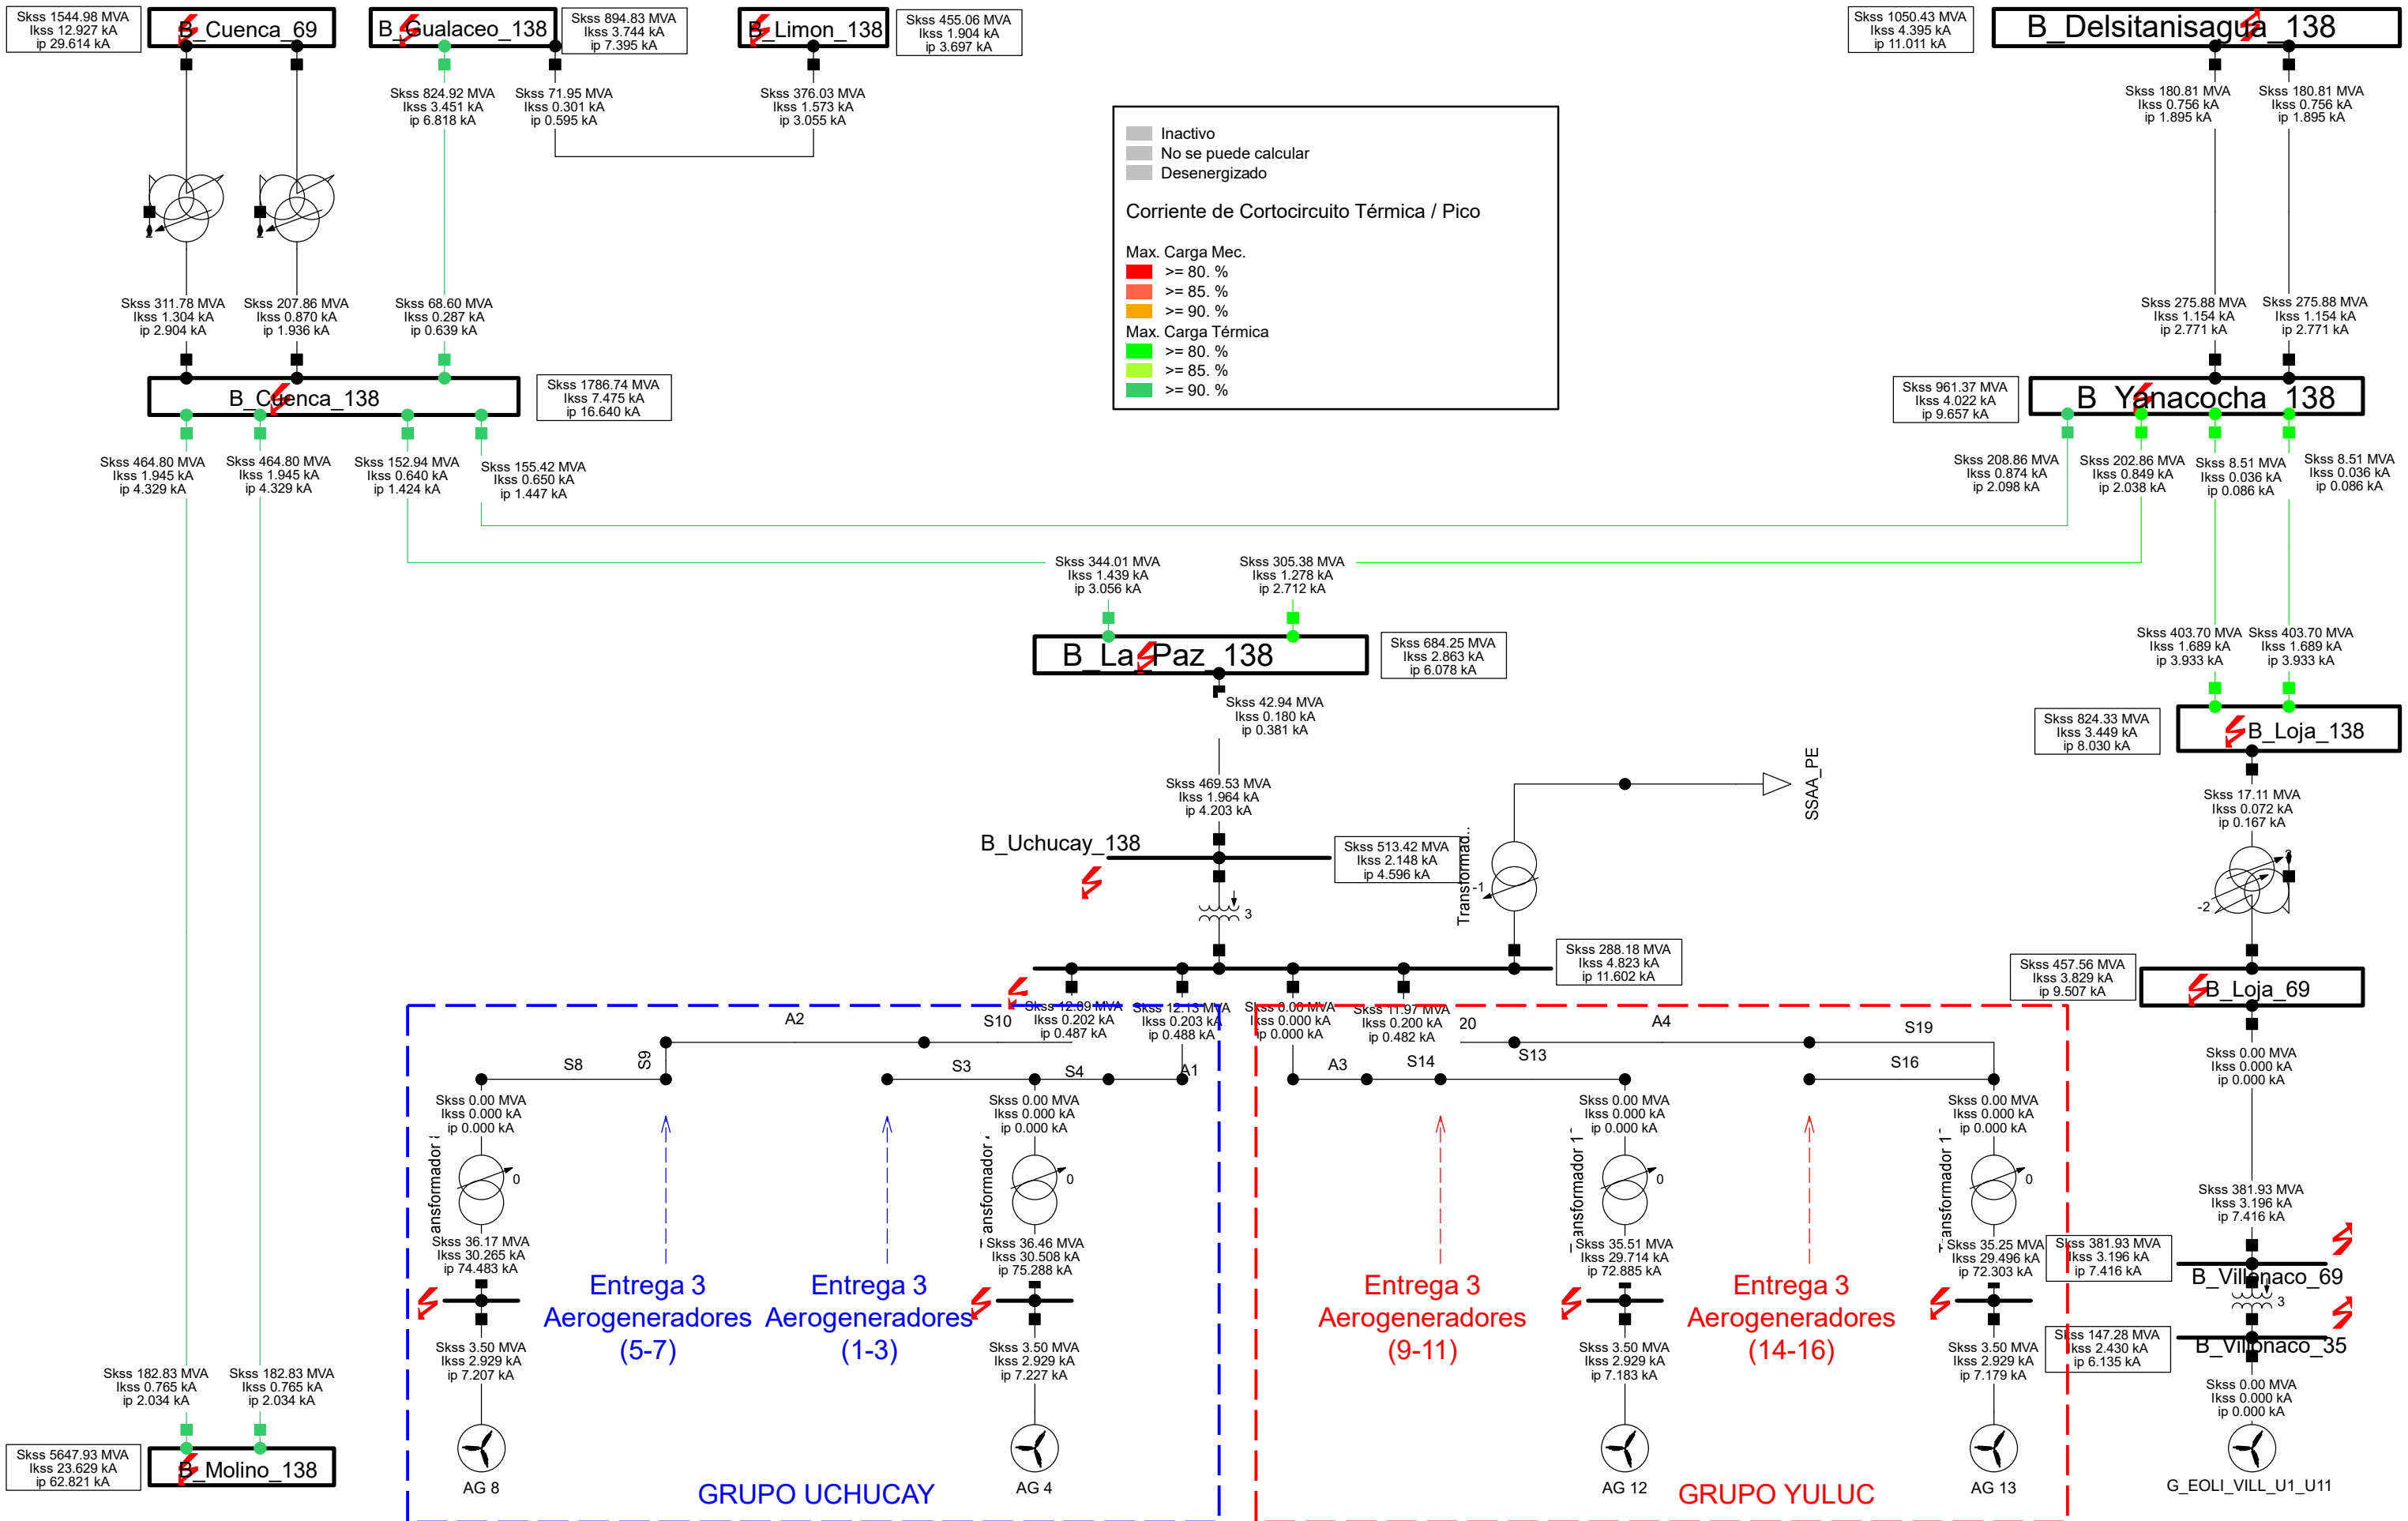 Skss 1544.98 MVA
Ikss 12.927 kA
ip 29.614 kA
B_Cuenca_69
B_Gualaceo_138
Skss 894.83 MVA
Ikss 3.744 kA
ip 7.395 kA
B_Limon_138
Skss 455.06 MVA
Ikss 1.904 kA
ip 3.697 kA
Skss 1050.43 MVA
Ikss 4.395 kA
ip 11.011 kA
B_Delsitanisagua_138
Skss 824.92 MVA
Ikss 3.451 kA
ip 6.818 kA
Skss 71.95 MVA
Ikss 0.301 kA
ip 0.595 kA
Skss 376.03 MVA
Ikss 1.573 kA
ip 3.055 kA
Skss 180.81 MVA
Ikss 0.756 kA
ip 1.895 kA
Skss 180.81 MVA
Ikss 0.756 kA
ip 1.895 kA
Inactivo
No se puede calcular
Desenergizado
Corriente de Cortocircuito Térmica / Pico
Max. Carga Mec.
>= 80. %
>= 85. %
>= 90. %
Max. Carga Térmica
>= 80. %
>= 85. %
>= 90. %
Skss 311.78 MVA
Ikss 1.304 kA
ip 2.904 kA
Skss 207.86 MVA
Ikss 0.870 kA
ip 1.936 kA
Skss 68.60 MVA
Ikss 0.287 kA
ip 0.639 kA
Skss 275.88 MVA
Ikss 1.154 kA
ip 2.771 kA
Skss 275.88 MVA
Ikss 1.154 kA
ip 2.771 kA
B_Cuenca_138
Skss 1786.74 MVA
Ikss 7.475 kA
ip 16.640 kA
Skss 961.37 MVA
Ikss 4.022 kA
ip 9.657 kA
B_Yanacocha_138
Skss 464.80 MVA
Ikss 1.945 kA
ip 4.329 kA
Skss 464.80 MVA
Ikss 1.945 kA
ip 4.329 kA
Skss 152.94 MVA
Ikss 0.640 kA
ip 1.424 kA
Skss 155.42 MVA
Ikss 0.650 kA
ip 1.447 kA
Skss 208.86 MVA
Ikss 0.874 kA
ip 2.098 kA
Skss 202.86 MVA
Ikss 0.849 kA
ip 2.038 kA
Skss 8.51 MVA
Ikss 0.036 kA
ip 0.086 kA
Skss 8.51 MVA
Ikss 0.036 kA
ip 0.086 kA
Skss 344.01 MVA
Ikss 1.439 kA
ip 3.056 kA
Skss 305.38 MVA
Ikss 1.278 kA
ip 2.712 kA
B_La_Paz_138
Skss 684.25 MVA
Ikss 2.863 kA
ip 6.078 kA
Skss 403.70 MVA
Ikss 1.689 kA
ip 3.933 kA
Skss 403.70 MVA
Ikss 1.689 kA
ip 3.933 kA
Skss 42.94 MVA
Ikss 0.180 kA
ip 0.381 kA
Skss 824.33 MVA
Ikss 3.449 kA
ip 8.030 kA
B_Loja_138
Skss 469.53 MVA
Ikss 1.964 kA
ip 4.203 kA
SSAA_PE
Skss 17.11 MVA
Ikss 0.072 kA
ip 0.167 kA
B_Uchucay_138
Skss 513.42 MVA
Ikss 2.148 kA
ip 4.596 kA
Transformad..
-1
3
3
-2
Skss 288.18 MVA
Ikss 4.823 kA
ip 11.602 kA
Skss 457.56 MVA
Ikss 3.829 kA
ip 9.507 kA
B_Loja_69
Ikss 0.202 kA
ip 0.487 kA
Skss 12.13 MVA
Ikss 0.203 kA
ip 0.488 kA
Skss 0.00 MVA
Ikss 0.000 kA
ip 0.000 kA
Skss 11.97 MVA
Ikss 0.200 kA
ip 0.482 kA
A2
S10
20
A4
S19
S8
S9
S3
S4
A1
A3
S14
S13
S16
Skss 0.00 MVA
Ikss 0.000 kA
ip 0.000 kA
Skss 0.00 MVA
Ikss 0.000 kA
ip 0.000 kA
Skss 0.00 MVA
Ikss 0.000 kA
ip 0.000 kA
Skss 0.00 MVA
Ikss 0.000 kA
ip 0.000 kA
Skss 0.00 MVA
Ikss 0.000 kA
ip 0.000 kA
ansformador
0
ansformador
0
ansformador 1
0
ansformador 1
0
Skss 36.17 MVA
Ikss 30.265 kA
ip 74.483 kA
Skss 36.46 MVA
Ikss 30.508 kA
ip 75.288 kA
Skss 35.51 MVA
Ikss 29.714 kA
ip 72.885 kA
Skss 35.25 MVA
Ikss 29.496 kA
ip 72.303 kA
Skss 381.93 MVA
Ikss 3.196 kA
ip 7.416 kA
Skss 381.93 MVA
Ikss 3.196 kA
ip 7.416 kA
B_Villonaco_69
3
Entrega 3
Aerogeneradores
(5-7)
Entrega 3
Aerogeneradores
(1-3)
Entrega 3
Aerogeneradores
(9-11)
Entrega 3
Aerogeneradores
(14-16)
Skss 147.28 MVA
Ikss 2.430 kA
ip 6.135 kA
B_Villonaco_35
Skss 3.50 MVA
Ikss 2.929 kA
ip 7.207 kA
Skss 3.50 MVA
Ikss 2.929 kA
ip 7.227 kA
Skss 3.50 MVA
Ikss 2.929 kA
ip 7.183 kA
Skss 3.50 MVA
Ikss 2.929 kA
ip 7.179 kA
Skss 0.00 MVA
Ikss 0.000 kA
ip 0.000 kA
Skss 182.83 MVA
Ikss 0.765 kA
ip 2.034 kA
Skss 182.83 MVA
Ikss 0.765 kA
ip 2.034 kA
Skss 5647.93 MVA
Ikss 23.629 kA
ip 62.821 kA
B_Molino_138
AG 8
AG 4
AG 12
AG 13
G_EOLI_VILL_U1_U11
GRUPO UCHUCAY
GRUPO YULUC